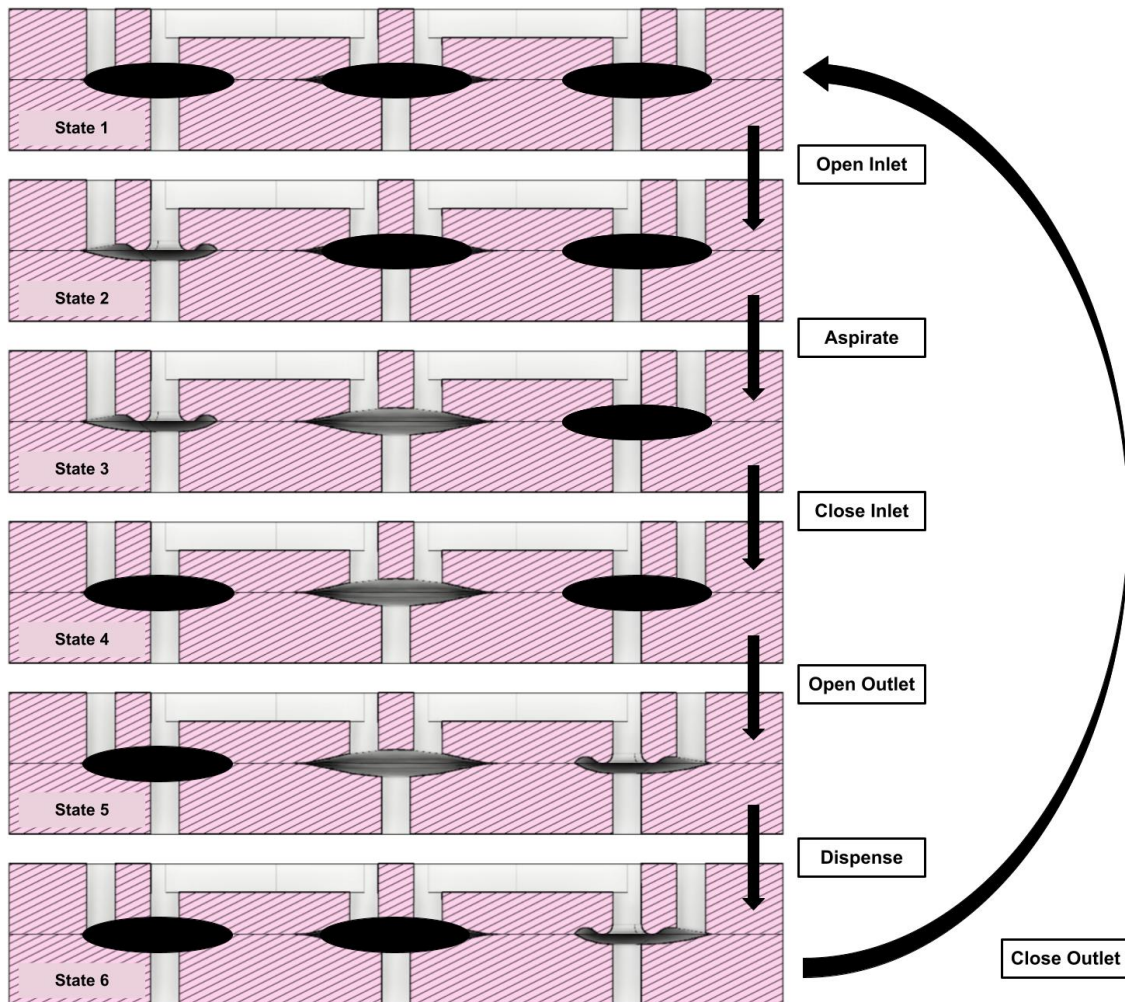 State 1
Open Inlet
State 2
Aspirate
State 3
Close Inlet
State 4
Open Outlet
State 5
Dispense
State 6
Close Outlet